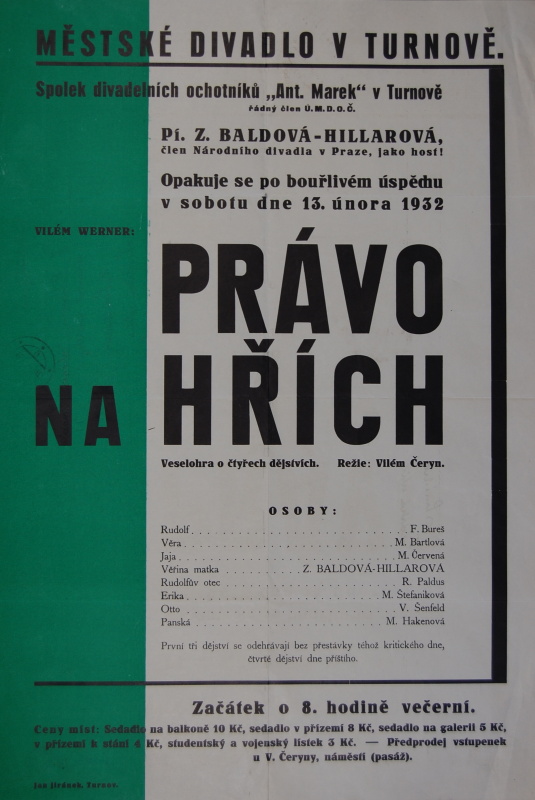 MĚSTSKÉ DIVADLO V TURNOVĚ.
Spolek divadelních ochotníků „Ant. Marek“ v Turnově
řádný člen Ú.M.D.O.Č.
Pí. Z. BALDOVÁ-HILLAROVÁ,
člen Národního divadla v Praze, jako host!
Opakuje se po bouřlivém úspěchu
v sobotu dne 13. února 1932
VILÉM WERNER:
PRÁVO
NA HŘÍCH
Veselohra o čtyřech dějstvích. Režie: Vilém Čeryn.
OSOBY:
Rudolf . . . . . . . . . . . . . . . . . . . . F. Bureš
Věra . . . . . . . . . . . . . . . . . . . . M. Bartlová
Jaja . . . . . . . . . . . . . . . . . . . . M. Červená
Věřina matka . . . . . . . . Z. BALDOVÁ-HILLAROVÁ
Rudolfův otec . . . . . . . . . . . . . . . . R. Paldus
Erika . . . . . . . . . . . . . . . . . . M. Štefaniková
Otto . . . . . . . . . . . . . . . . . . . . V. Šenfeld
Panská . . . . . . . . . . . . . . . . . . M. Hakenová
První tři dějství se odehrávají bez přestávky téhož kritického dne,
čtvrté dějství dne příštího.
Začátek o 8. hodině večerní.
Ceny míst: Sedadlo na balkoně 10 Kč, sedadlo v přízemí 8 Kč, sedadlo na galerii 5 Kč,
v přízemí k stání 4 Kč, studentský a vojenský lístek 3 Kč. — Předprodej vstupenek
u V. Čeryny, náměstí (pasáž).
Jan Jiránek, Turnov.